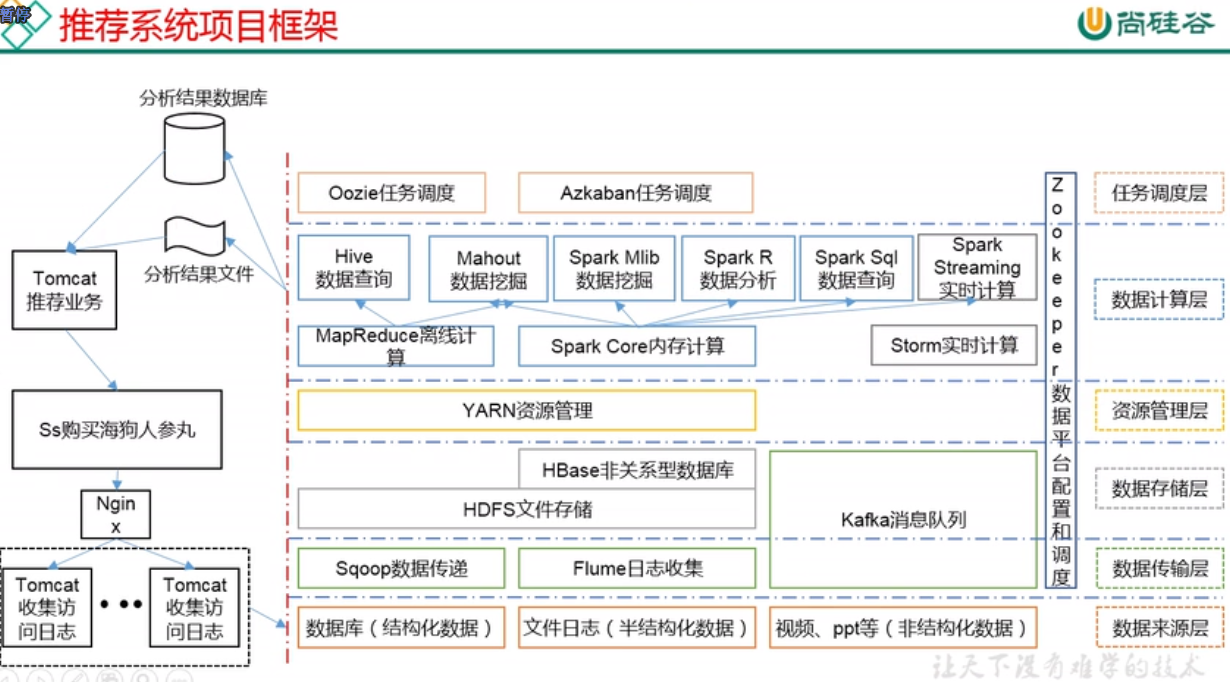 暂停
推荐系统项目框架
尚硅谷
分析结果数据库
分析结果文件
Tomcat
推荐业务
Ss购买海狗人参丸
Ngin
x
Tomcat
收集访
问日志
•••
Tomcat
收集访
问日志
Oozie任务调度
Azkaban任务调度
任务调度层
Hive
数据查询
Mahout
数据挖掘
Spark Mlib
数据挖掘
Spark R
数据分析
Spark Sql
数据查询
Spark
Streaming
实时计算
数据计算层
MapReduce离线计
算
Spark Core内存计算
Storm实时计算
YARN资源管理
资源管理层
HBase非关系型数据库
HDFS文件存储
Kafka消息队列
数据存储层
Sqoop数据传递
Flume日志收集
数据传输层
数据库（结构化数据）
文件日志（半结构化数据）
视频、ppt等（非结构化数据）
数据来源层
Zookeeper数据平台配置和调度
让天下没有难学的技术